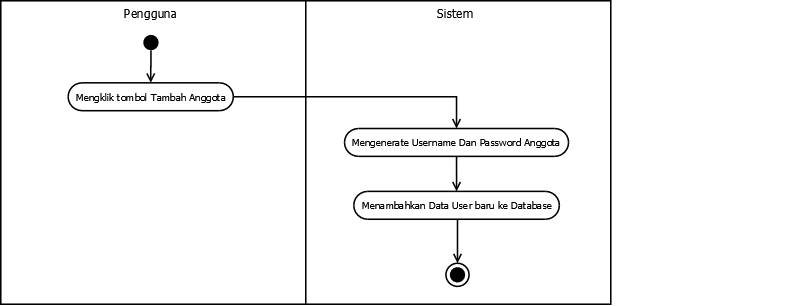 Pengguna
Sistem
Mengklik tombol Tambah Anggota
Mengenerate Username Dan Password Anggota
Menambahkan Data User baru ke Database